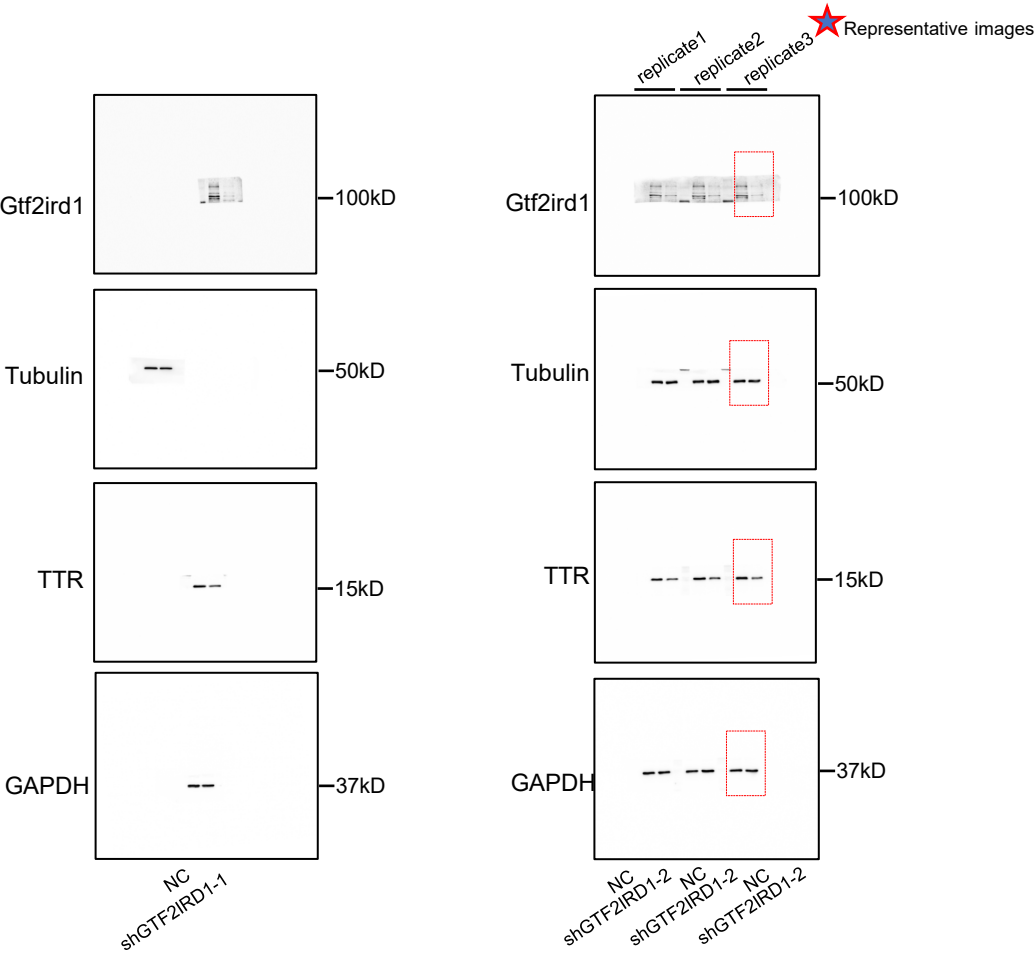 replicate1
replicate2
replicate3
Representative images
Gtf2ird1
100kD
Gtf2ird1
100kD
Tubulin
50kD
Tubulin
50kD
TTR
15kD
TTR
15kD
GAPDH
37kD
GAPDH
37kD
NC
shGTF2IRD1-1
NC
shGTF2IRD1-2
NC
shGTF2IRD1-2
NC
shGTF2IRD1-2